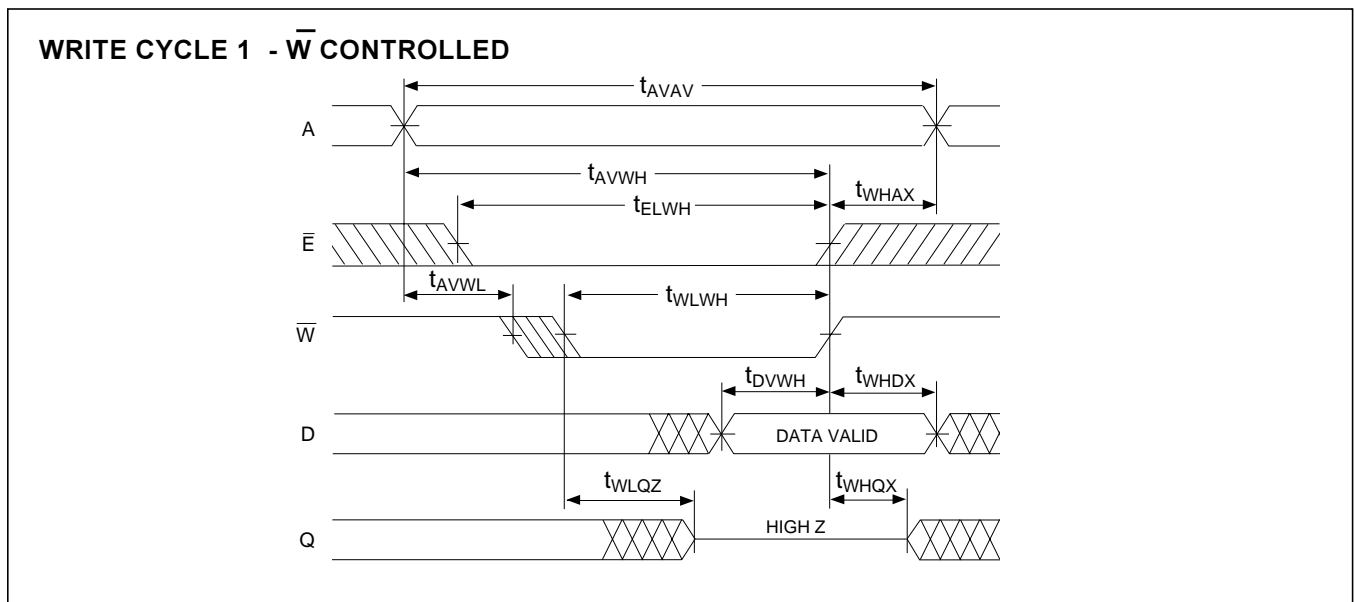 WRITE CYCLE 1 - W̅ CONTROLLED
tAVAV
A
tAVWH
tWHAX
tELWH
E̅
tAVWL
tWLWH
W̅
tDVWH
tWHDX
D
DATA VALID
tWLQZ
tWHQX
Q
HIGH Z